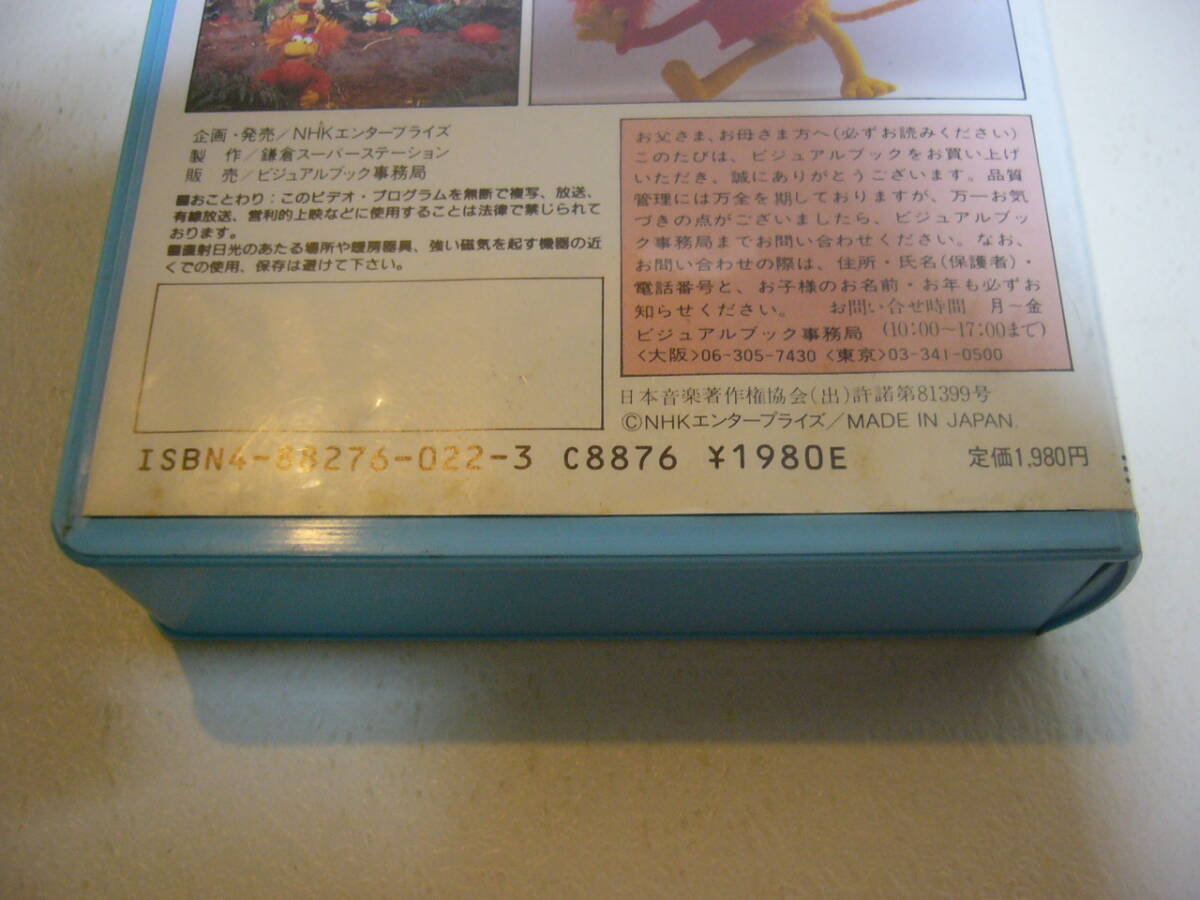 企画・発売/NHKエンタープライズ
製 作/鎌倉スーパーステーション
販 売/ビジュアルブック事務局
■おことわり:このビデオ・プログラムを無断で複写、放送、
有線放送、営利的上映などに使用することは法律で禁じられて
おります。
■直射日光のあたる場所や暖房器具、強い磁気を起す機器の近
くでの使用、保存は避けて下さい。
お父さま、お母さま方へ(必ずお読みください)
このたびは、ビジュアルブックをお買い上げ
いただき、誠にありがとうございます。品質
管理には万全を期しておりますが、万一お気
づきの点がございましたら、ビジュアルブッ
ク事務局までお問い合わせください。なお、
お問い合わせの際は、住所・氏名(保護者)・
電話番号と、お子様のお名前・お年も必ずお
知らせください。 お問い合せ時間 月〜金
ビジュアルブック事務局 (10:00〜17:00まで)
<大阪>06-305-7430 <東京>03-341-0500
日本音楽著作権協会(出)許諾第81399号
©NHKエンタープライズ/MADE IN JAPAN.
ISBN4-88276-022-3 C8876 ¥1980E 定価1,980円